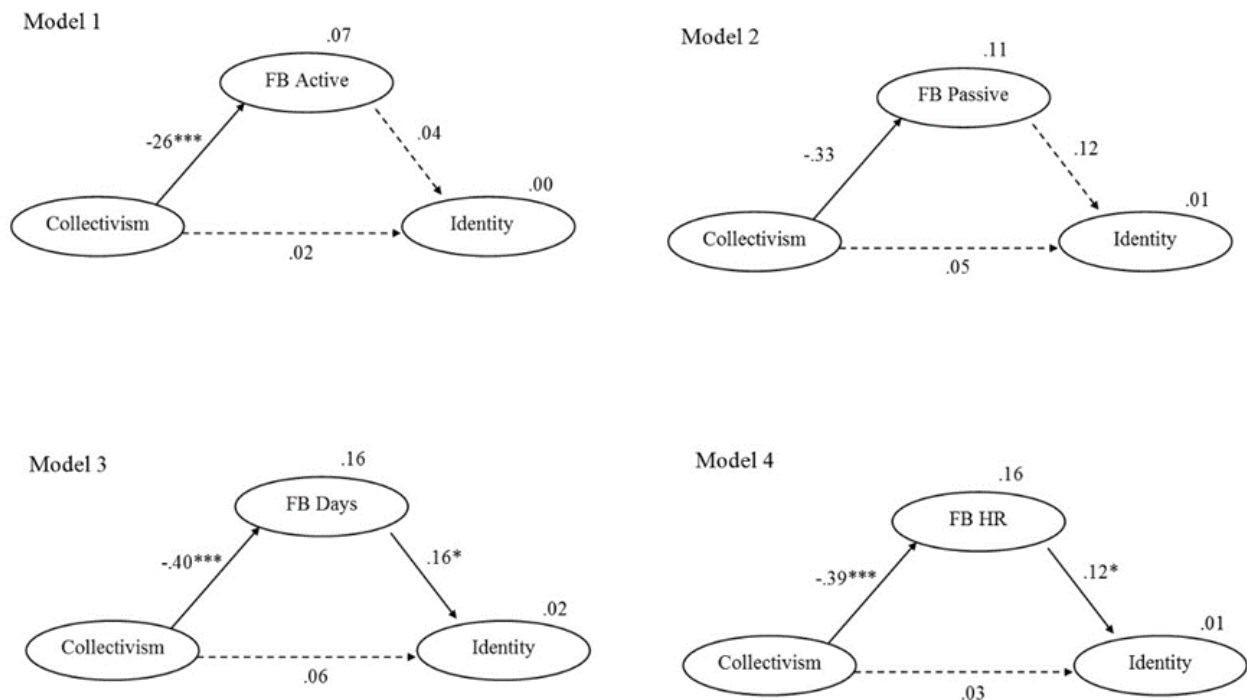 Model 1
.07
FB Active
-26***
.04
.00
Collectivism
Identity
.02
Model 2
.11
FB Passive
-.33
.12
.01
Collectivism
Identity
.05
Model 3
.16
FB Days
-.40***
.16*
.02
Collectivism
Identity
.06
Model 4
.16
FB HR
-.39***
.12*
.01
Collectivism
Identity
.03